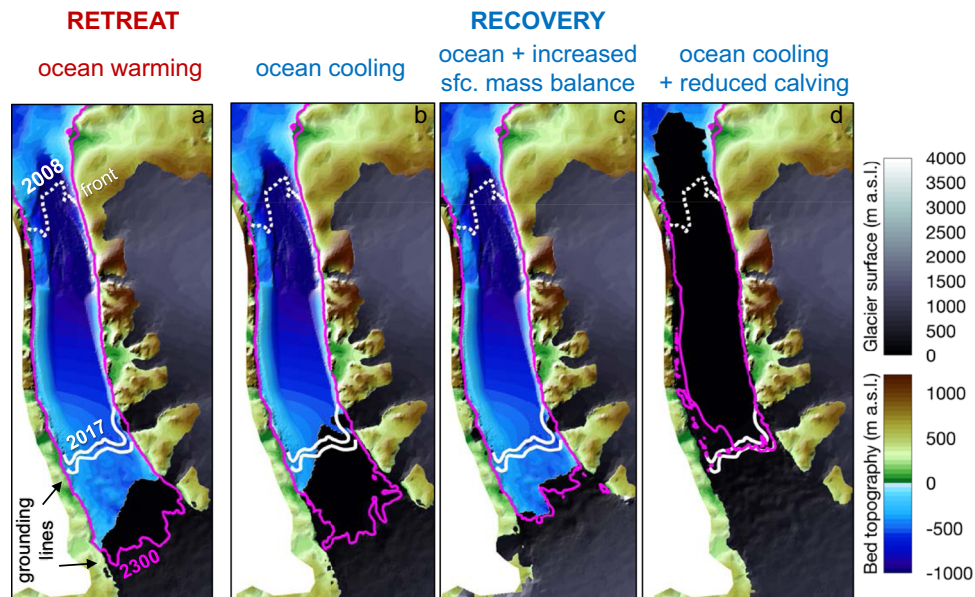 RETREAT
RECOVERY
ocean warming
ocean cooling
ocean + increased
sfc. mass balance
ocean cooling
+ reduced calving
a
b
c
d
2008
front
2017
grounding
lines
2300
Glacier surface (m a.s.l.)
4000
3500
3000
2500
2000
1500
1000
500
0
Bed topography (m a.s.l.)
1000
500
0
-500
-1000